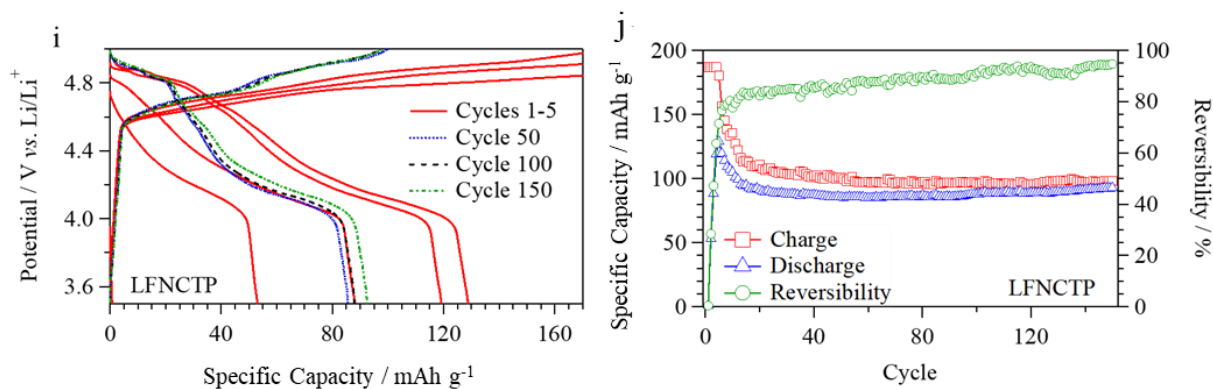 i
Potential / V vs. Li/Li+
4.8
4.4
4.0
3.6
Cycles 1-5
Cycle 50
Cycle 100
Cycle 150
LFNCTP
0
40
80
120
160
Specific Capacity / mAh g-1
j
Specific Capacity / mAh g-1
200
150
100
50
0
Charge
Discharge
Reversibility
LFNCTP
0
40
80
120
Cycle
100
80
60
40
20
0
Reversibility / %